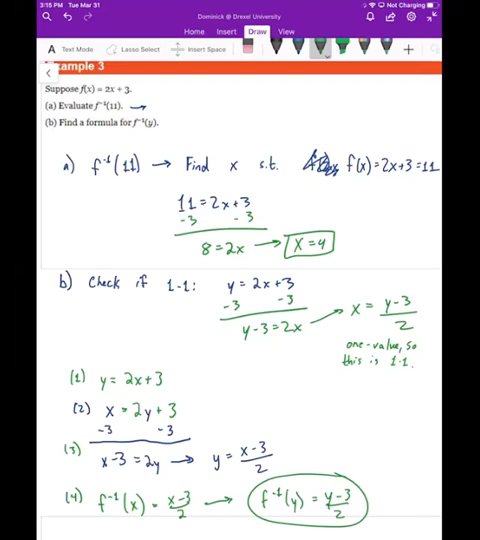 3:15 PM Tue Mar 31
Not Charging
Dominick @ Drexel University
Home Insert Draw View
A Text Mode Lasso Select Insert Space
Example 3
Suppose f(x) = 2x + 3.
(a) Evaluate f⁻¹(11). →
(b) Find a formula for f⁻¹(y).
a) f⁻¹(11) → Find x s.t. f(x)=2x+3=11
11=2x+3
-3 -3
8=2x → x=4
b) Check if 1-1: y=2x+3
-3 -3
y-3=2x → x = (y-3)/2
one-value, so
this is 1-1.
(1) y=2x+3
(2) x=2y+3
-3 -3
(3) x-3=2y → y = (x-3)/2
(4) f⁻¹(x) = (x-3)/2 → f⁻¹(y) = (y-3)/2